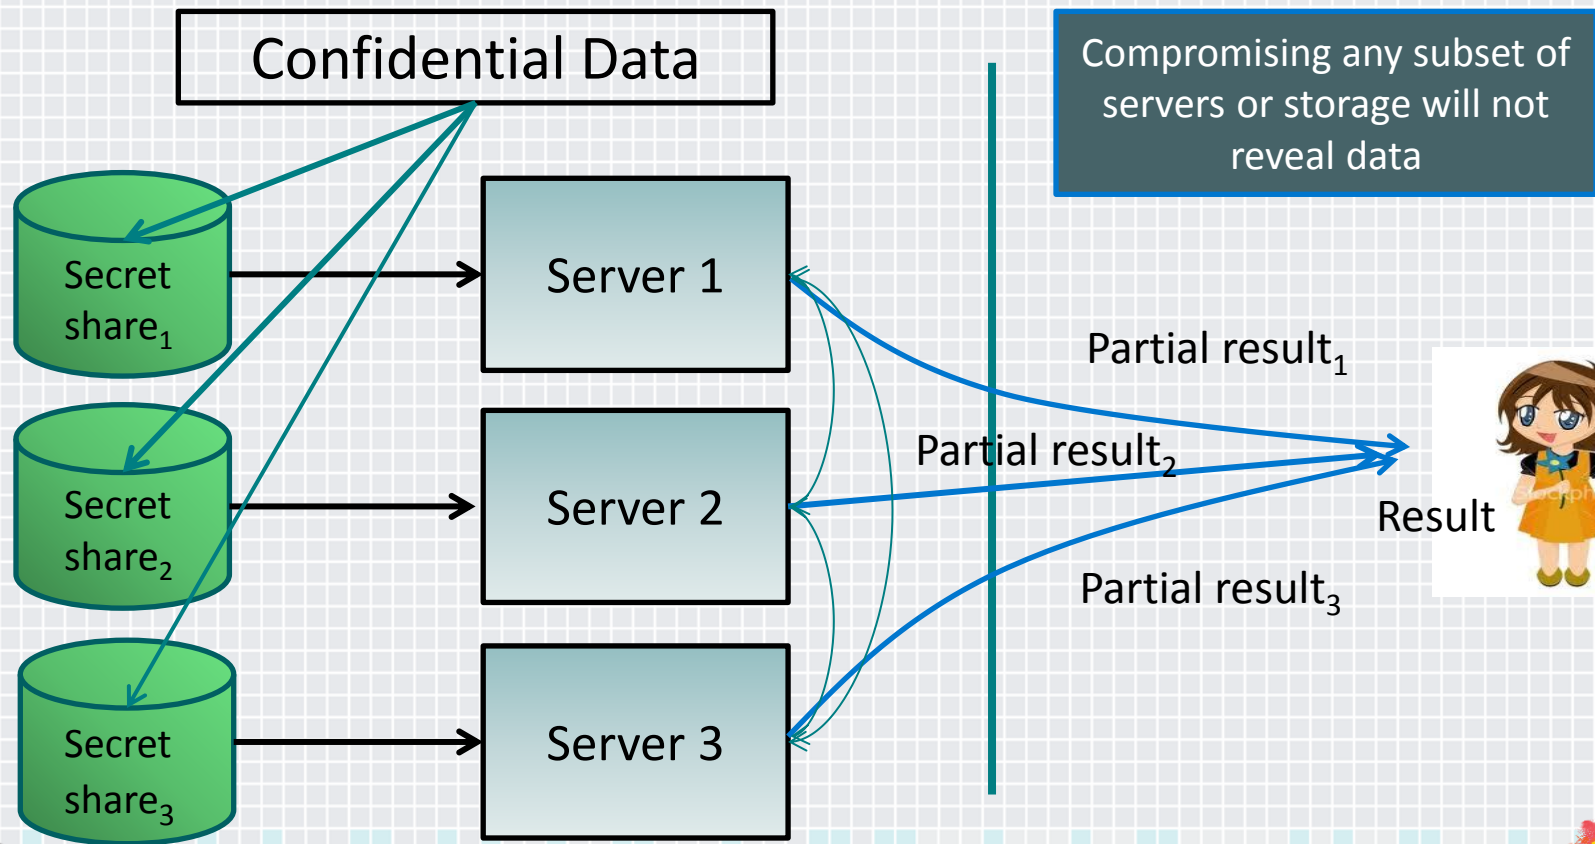 Confidential Data
Compromising any subset of
servers or storage will not
reveal data
Secret
share₁
Server 1
Partial result₁
Secret
share₂
Server 2
Partial result₂
Result
Partial result₃
Secret
share₃
Server 3